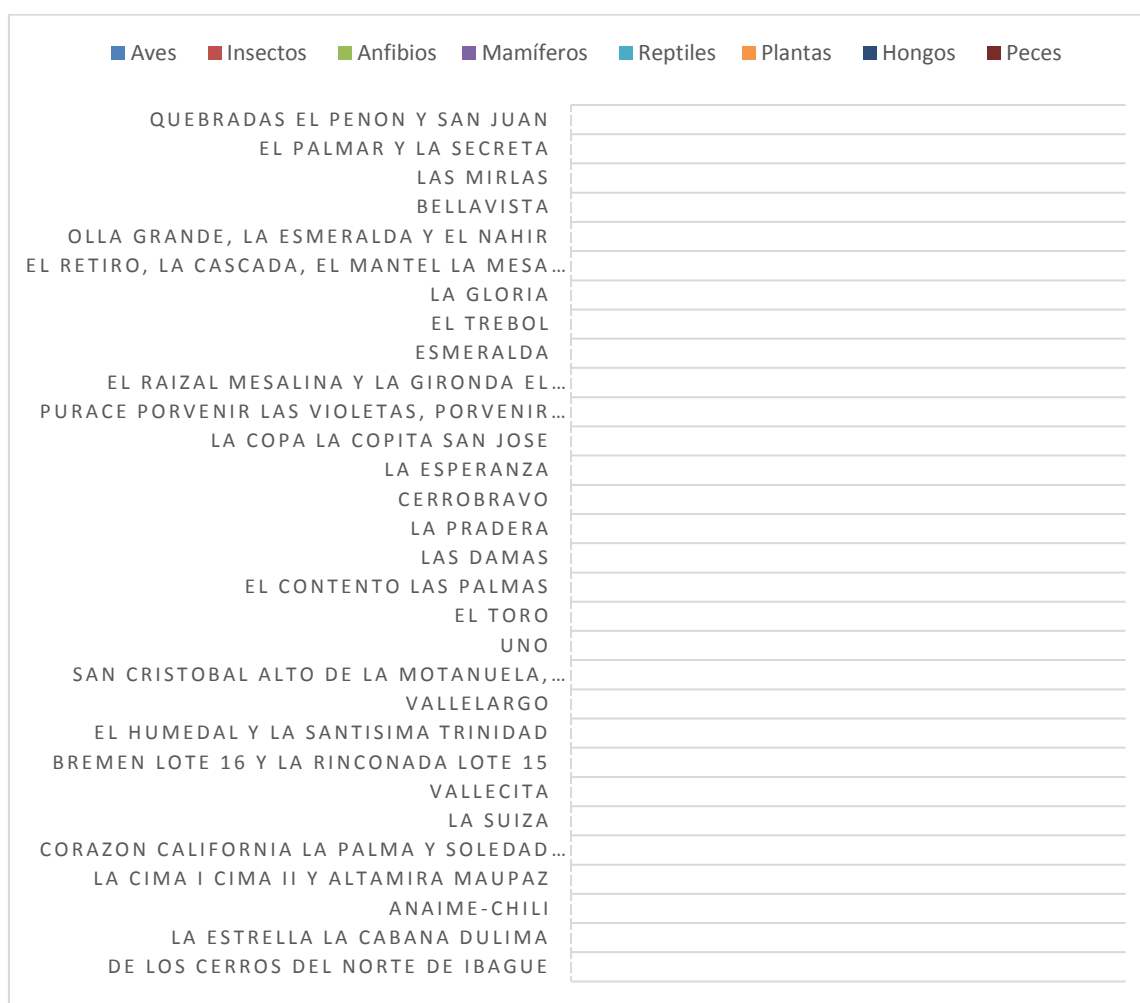 Aves Insectos Anfibios Mamíferos Reptiles Plantas Hongos Peces
QUEBRADAS EL PENON Y SAN JUAN
EL PALMAR Y LA SECRETA
LAS MIRLAS
BELLAVISTA
OLLA GRANDE, LA ESMERALDA Y EL NAHIR
EL RETIRO, LA CASCADA, EL MANTEL LA MESA…
LA GLORIA
EL TREBOL
ESMERALDA
EL RAIZAL MESALINA Y LA GIRONDA EL…
PURACE PORVENIR LAS VIOLETAS, PORVENIR…
LA COPA LA COPITA SAN JOSE
LA ESPERANZA
CERROBRAVO
LA PRADERA
LAS DAMAS
EL CONTENTO LAS PALMAS
EL TORO
UNO
SAN CRISTOBAL ALTO DE LA MOTANUELA,…
VALLELARGO
EL HUMEDAL Y LA SANTISIMA TRINIDAD
BREMEN LOTE 16 Y LA RINCONADA LOTE 15
VALLECITA
LA SUIZA
CORAZON CALIFORNIA LA PALMA Y SOLEDAD…
LA CIMA I CIMA II Y ALTAMIRA MAUPAZ
ANAIME-CHILI
LA ESTRELLA LA CABANA DULIMA
DE LOS CERROS DEL NORTE DE IBAGUE